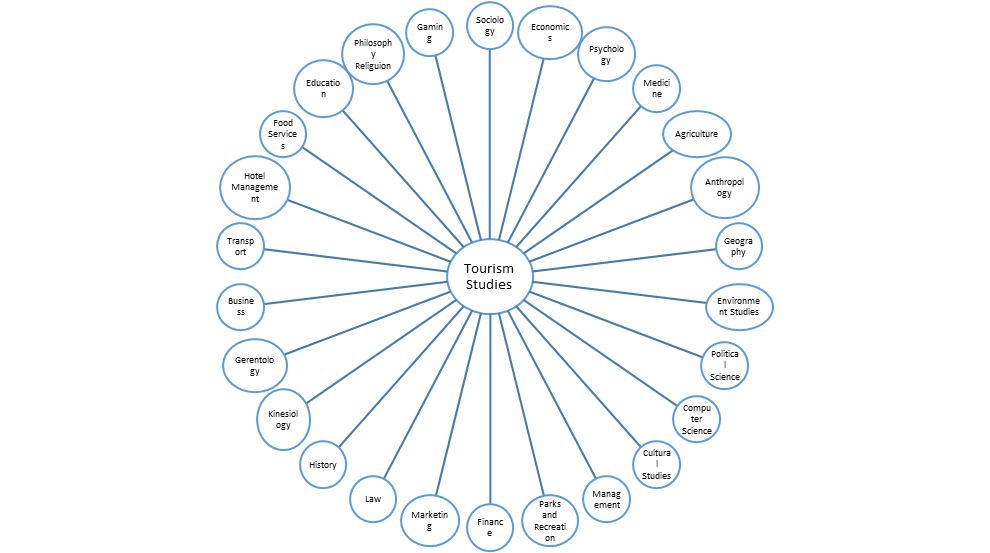 Tourism
Studies
Sociolo
gy
Economic
s
Psycholo
gy
Medici
ne
Agriculture
Anthropol
ogy
Geogra
phy
Environme
nt Studies
Politica
l
Science
Compu
ter
Science
Cultura
l
Studies
Manag
ement
Parks
and
Recreati
on
Financ
e
Marketin
g
Law
History
Kinesiol
ogy
Gerentolo
gy
Busine
ss
Transp
ort
Hotel
Manageme
nt
Food
Service
s
Educatio
n
Philosoph
y
Religuion
Gamin
g